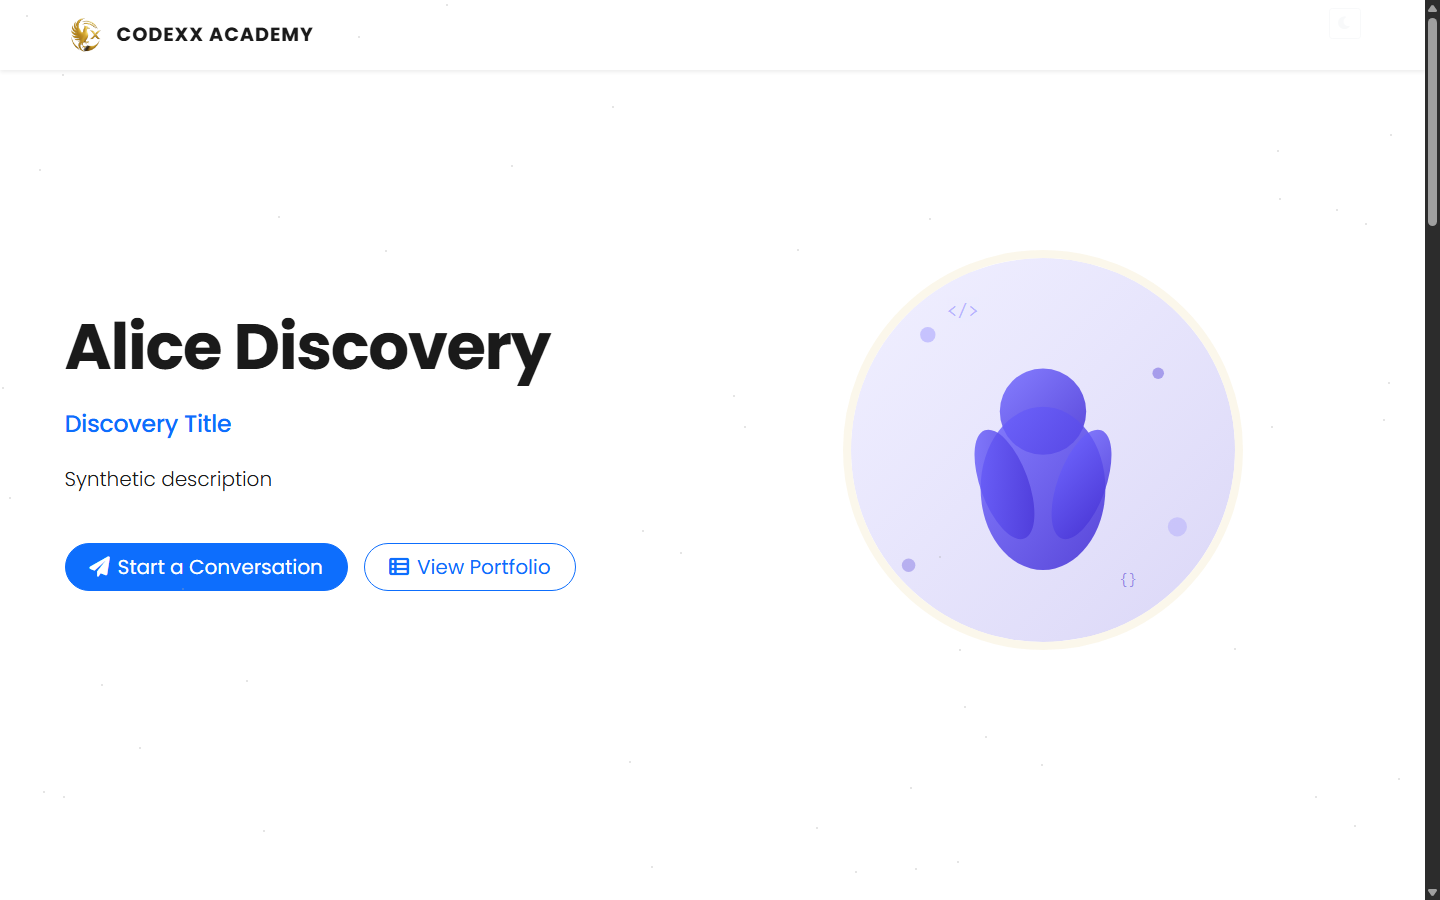 CODEXX ACADEMY
Alice Discovery
Discovery Title
Synthetic description
Start a Conversation
View Portfolio
</>
{}